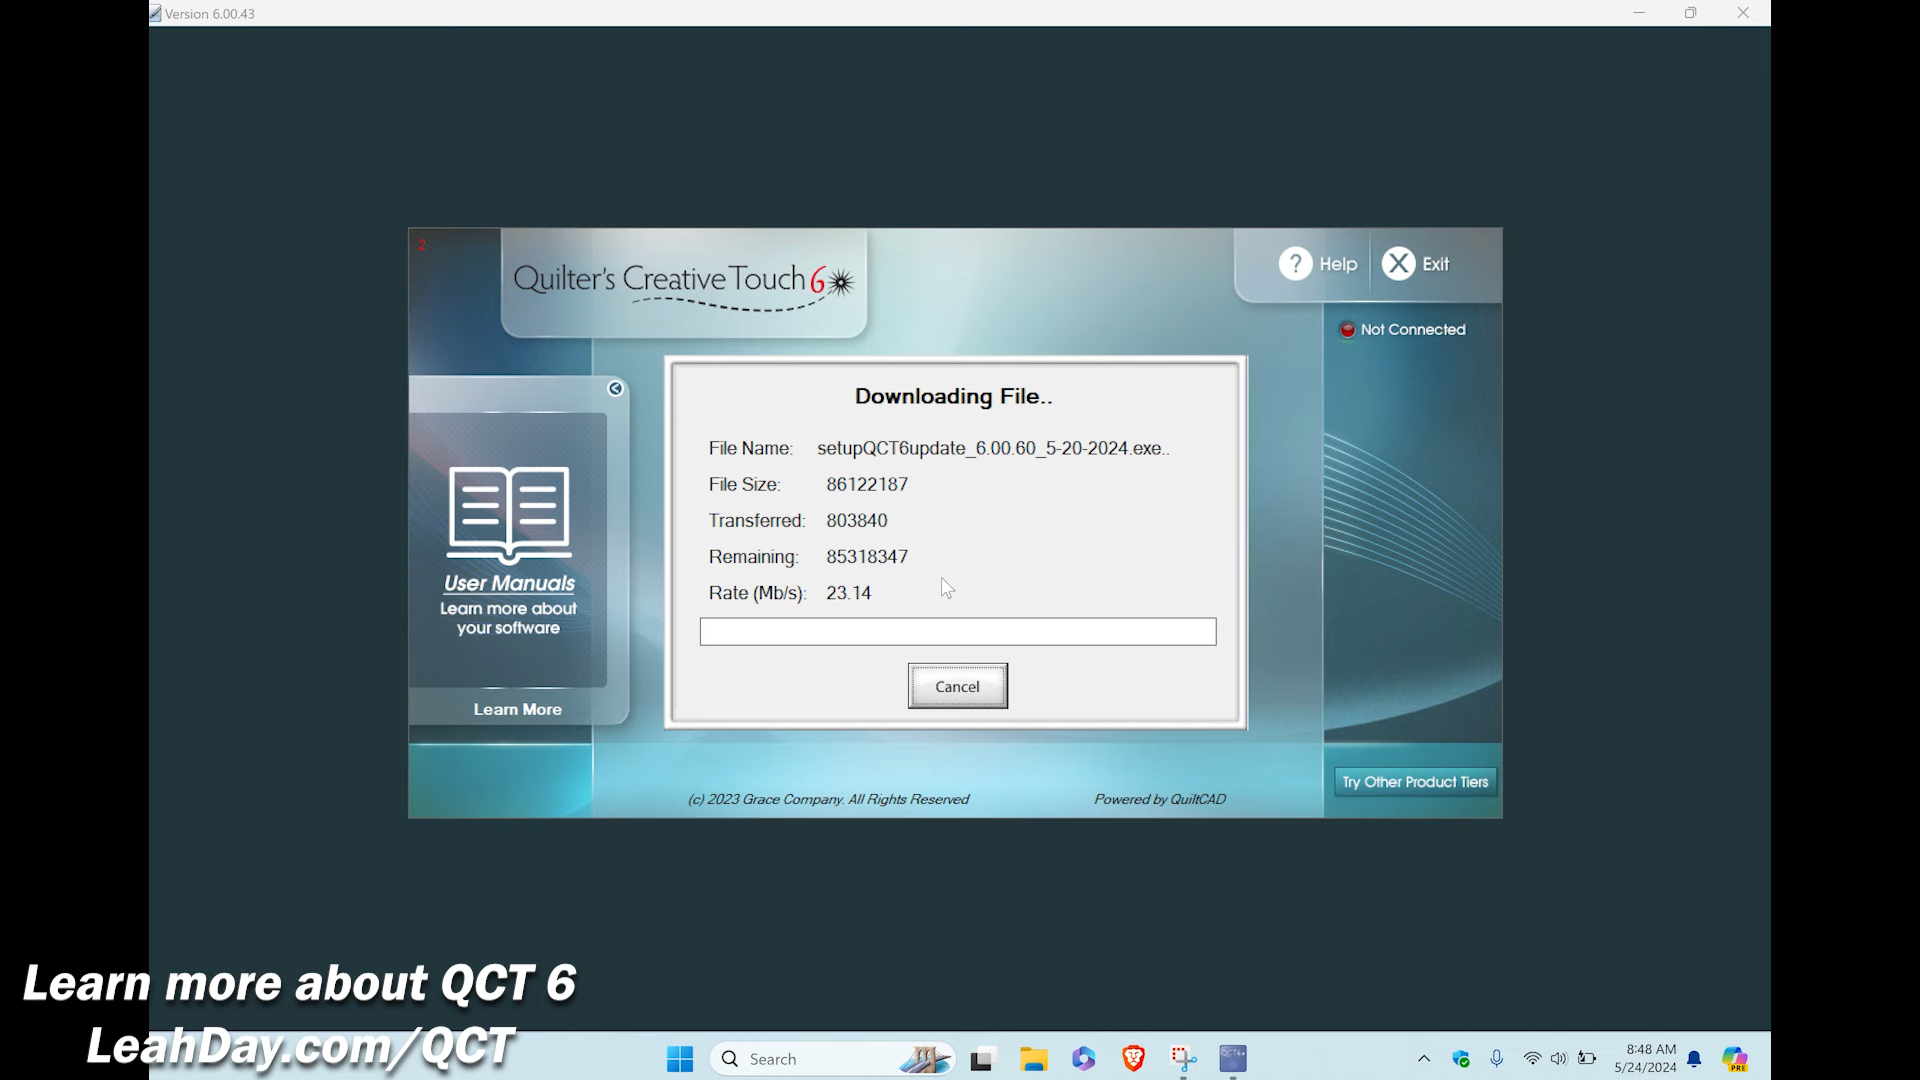 Version 6.00.43
2
Quilter's Creative Touch 6
? Help
X Exit
Not Connected
Downloading File..
File Name: setupQCT6update_6.00.60_5-20-2024.exe..
File Size: 86122187
Transferred: 803840
Remaining: 85318347
Rate (Mb/s): 23.14
Cancel
User Manuals
Learn more about
your software
Learn More
(c) 2023 Grace Company. All Rights Reserved
Powered by QuiltCAD
Try Other Product Tiers
Learn more about QCT 6
LeahDay.com/QCT
Search
QCT6
8:48 AM
5/24/2024
PRE